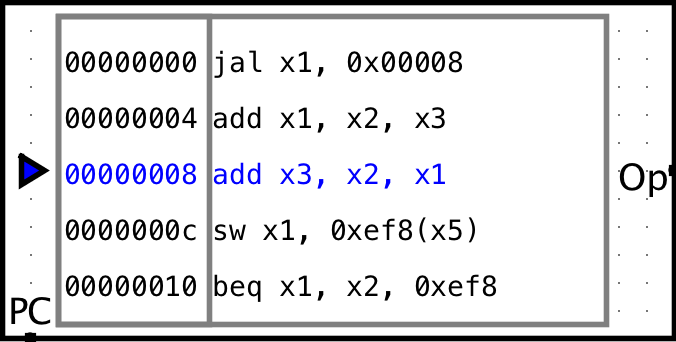 00000000 jal x1, 0x00008
00000004 add x1, x2, x3
00000008 add x3, x2, x1
0000000c sw x1, 0xef8(x5)
00000010 beq x1, x2, 0xef8
Op
PC